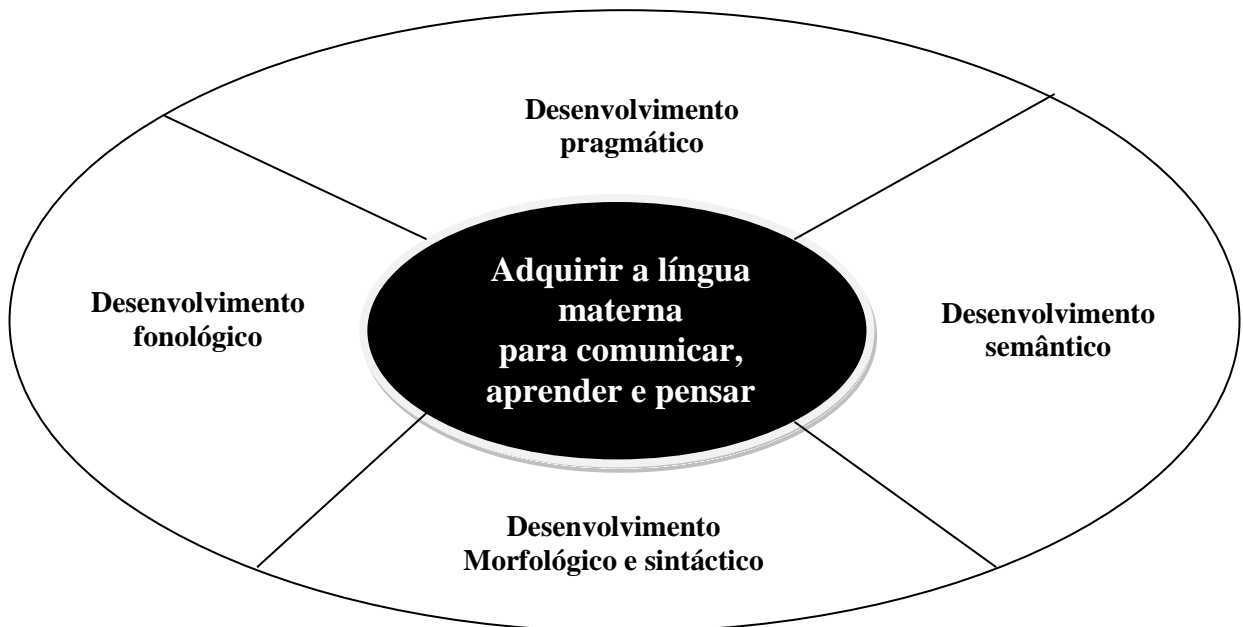 Desenvolvimento
pragmático
Desenvolvimento
fonológico
Adquirir a língua
materna
para comunicar,
aprender e pensar
Desenvolvimento
semântico
Desenvolvimento
Morfológico e sintáctico